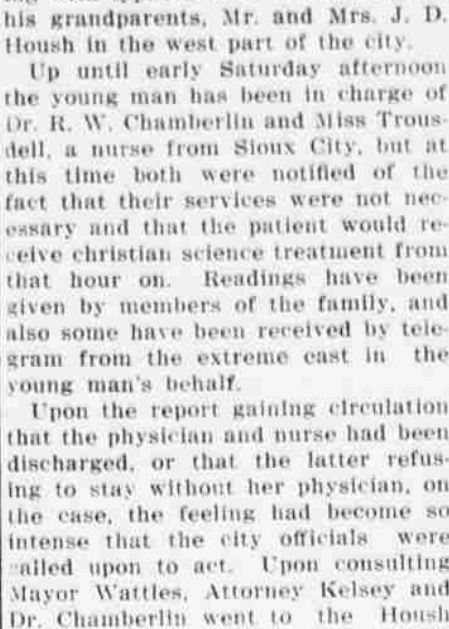 his grandparents, Mr. and Mrs. J. D.
Housh in the west part of the city.
Up until early Saturday afternoon
the young man has been in charge of
Dr. R. W. Chamberlin and Miss Trous-
dell, a nurse from Sioux City, but at
this time both were notified of the
fact that their services were not nec-
essary and that the patient would re-
ceive christian science treatment from
that hour on. Readings have been
given by members of the family, and
also some have been received by tele-
gram from the extreme east in the
young man's behalf.
Upon the report gaining circulation
that the physician and nurse had been
discharged, or that the latter refus-
ing to stay without her physician, on
the case, the feeling had become so
intense that the city officials were
called upon to act. Upon consulting
Mayor Wattles, Attorney Kelsey and
Dr. Chamberlin went to the Housh